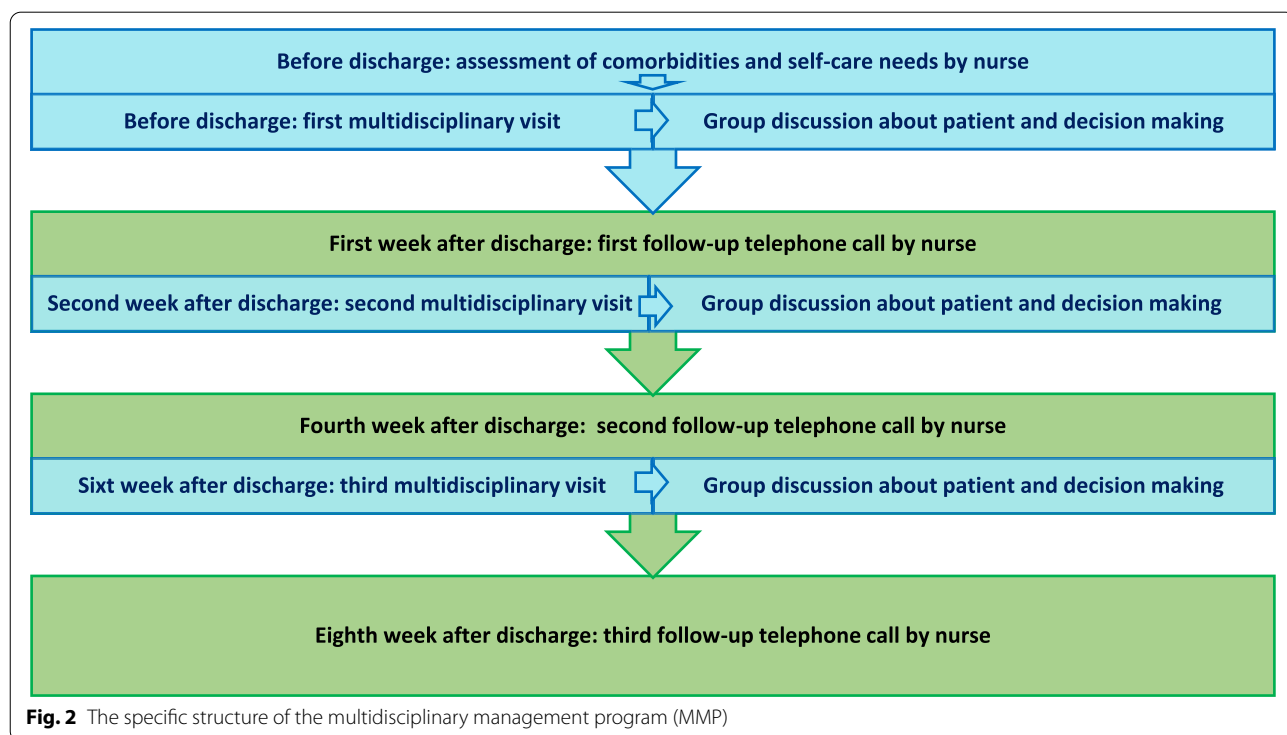 Before discharge: assessment of comorbidities and self-care needs by nurse
Before discharge: first multidisciplinary visit
Group discussion about patient and decision making
First week after discharge: first follow-up telephone call by nurse
Second week after discharge: second multidisciplinary visit
Group discussion about patient and decision making
Fourth week after discharge: second follow-up telephone call by nurse
Sixt week after discharge: third multidisciplinary visit
Group discussion about patient and decision making
Eighth week after discharge: third follow-up telephone call by nurse
Fig. 2 The specific structure of the multidisciplinary management program (MMP)